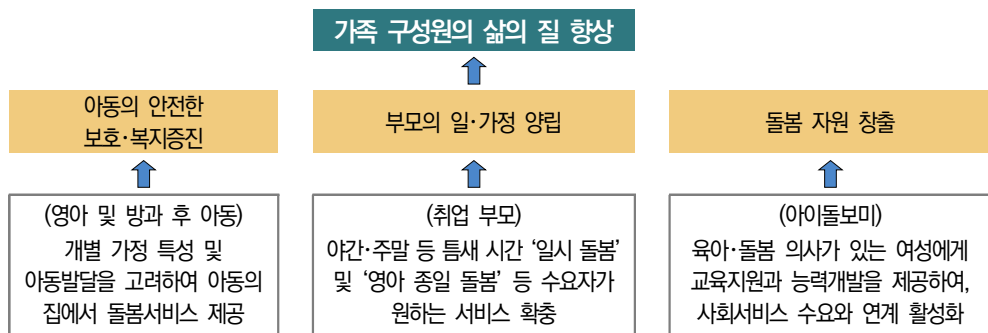 가족 구성원의 삶의 질 향상
아동의 안전한
보호·복지증진
부모의 일·가정 양립
돌봄 자원 창출
(영아 및 방과 후 아동)
개별 가정 특성 및
아동발달을 고려하여 아동의
집에서 돌봄서비스 제공
(취업 부모)
야간·주말 등 틈새 시간 ‘일시 돌봄’
및 ‘영아 종일 돌봄’ 등 수요자가
원하는 서비스 확충
(아이돌보미)
육아·돌봄 의사가 있는 여성에게
교육지원과 능력개발을 제공하여,
사회서비스 수요와 연계 활성화